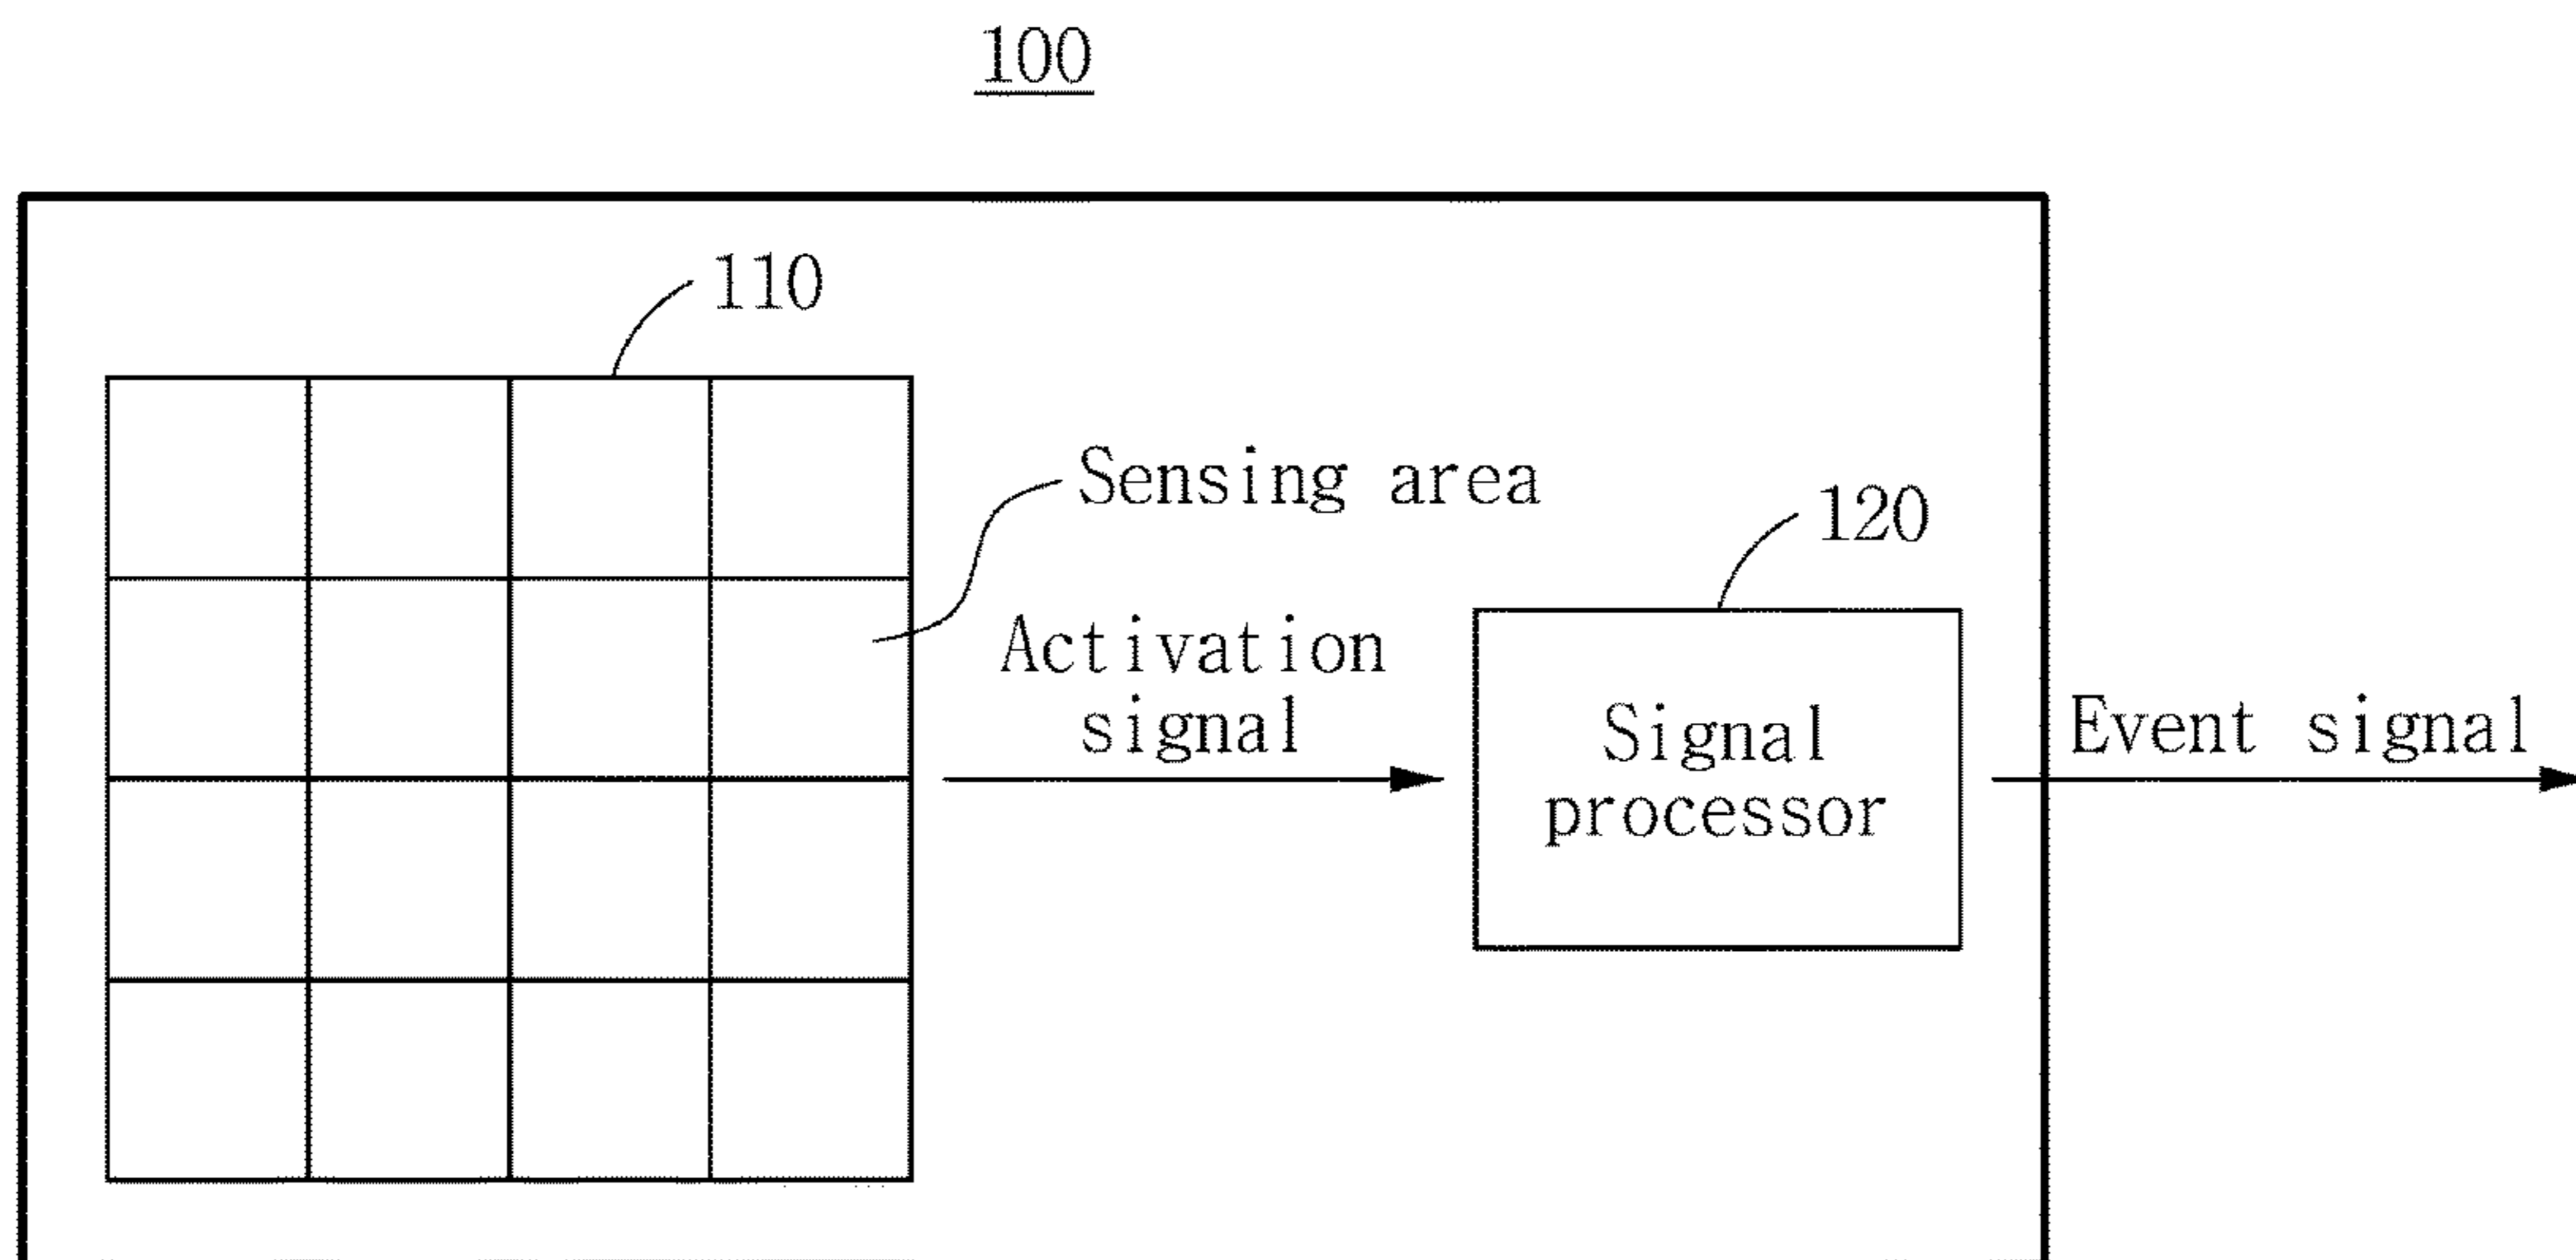 100
110
Sensing area
120
Activation
signal
Signal
processor
Event signal